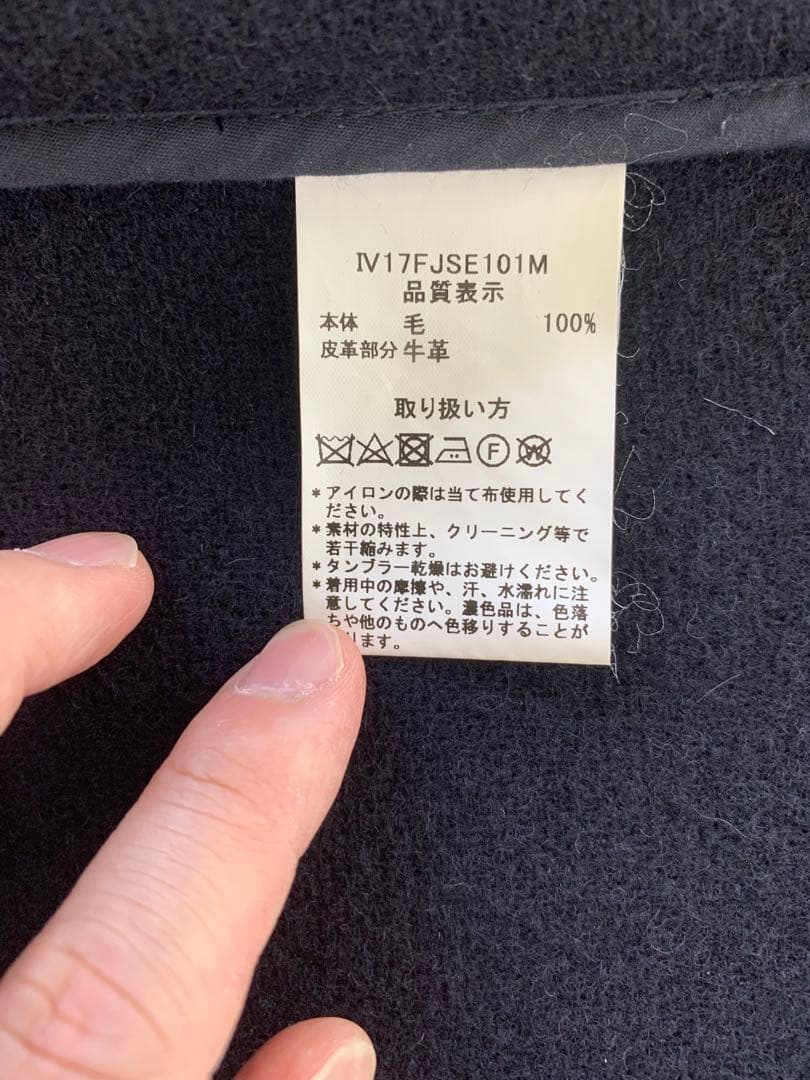 Ⅳ17FJSE101M
品質表示
本体 毛 100%
皮革部分 牛革
取り扱い方
F W
*アイロンの際は当て布使用してく
ださい。
*素材の特性上、クリーニング等で
若干縮みます。
*タンブラー乾燥はお避けください。
*着用中の摩擦や、汗、水濡れに注
意してください。濃色品は、色落
ちや他のものへ色移りすることが
ります。